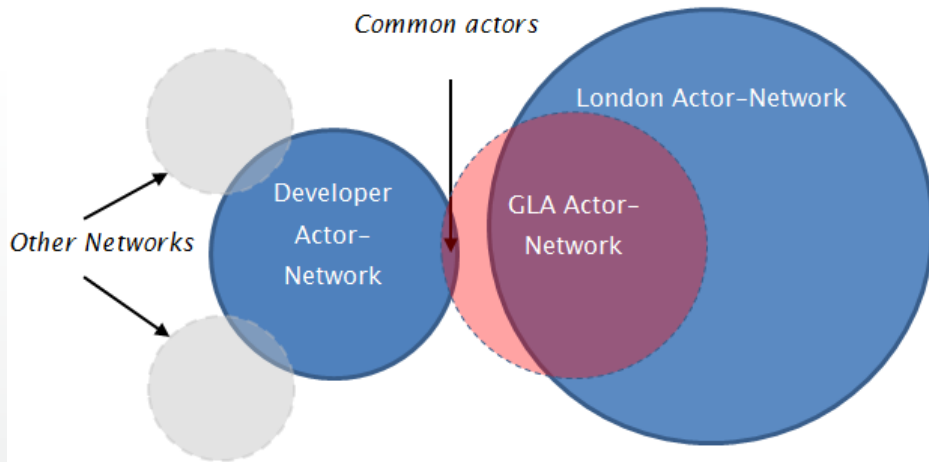 Common actors
London Actor–Network
Developer
Actor–
Network
GLA Actor–
Network
Other Networks